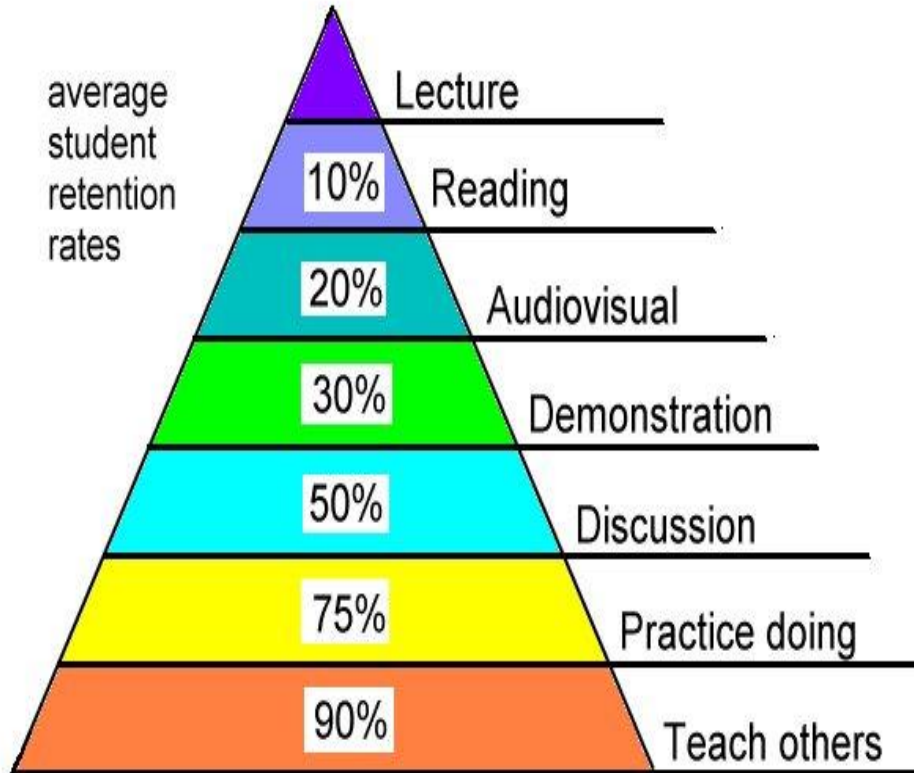 average
student
retention
rates
Lecture
10% Reading
20% Audiovisual
30% Demonstration
50% Discussion
75% Practice doing
90% Teach others